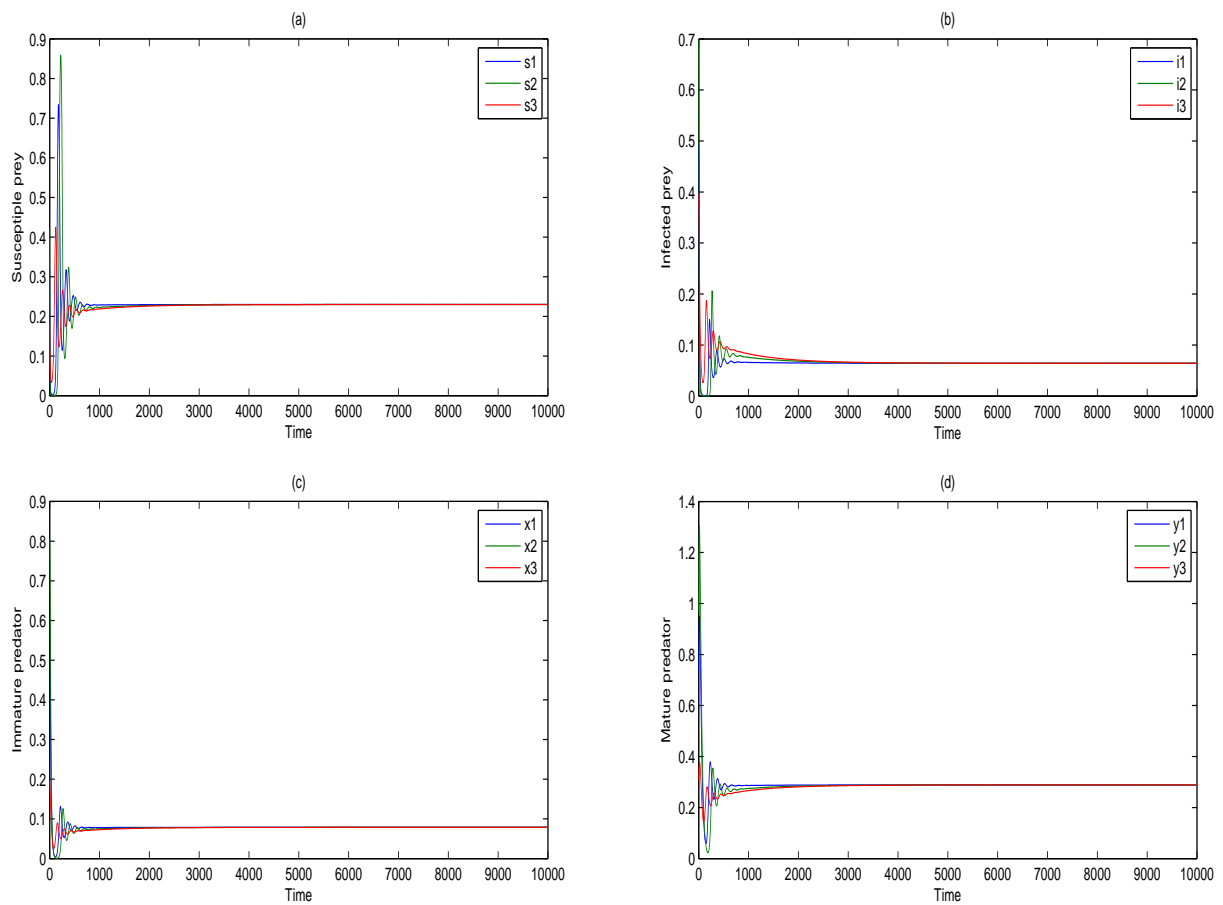 (a)
0.9
0.8
0.7
0.6
0.5
0.4
0.3
0.2
0.1
0
Susceptiple prey
s1
s2
s3
0 1000 2000 3000 4000 5000 6000 7000 8000 9000 10000
Time
(b)
0.7
0.6
0.5
0.4
0.3
0.2
0.1
0
Infected prey
i1
i2
i3
0 1000 2000 3000 4000 5000 6000 7000 8000 9000 10000
Time
(c)
0.9
0.8
0.7
0.6
0.5
0.4
0.3
0.2
0.1
0
Immature predator
x1
x2
x3
0 1000 2000 3000 4000 5000 6000 7000 8000 9000 10000
Time
(d)
1.4
1.2
1
0.8
0.6
0.4
0.2
0
Mature predator
y1
y2
y3
0 1000 2000 3000 4000 5000 6000 7000 8000 9000 10000
Time